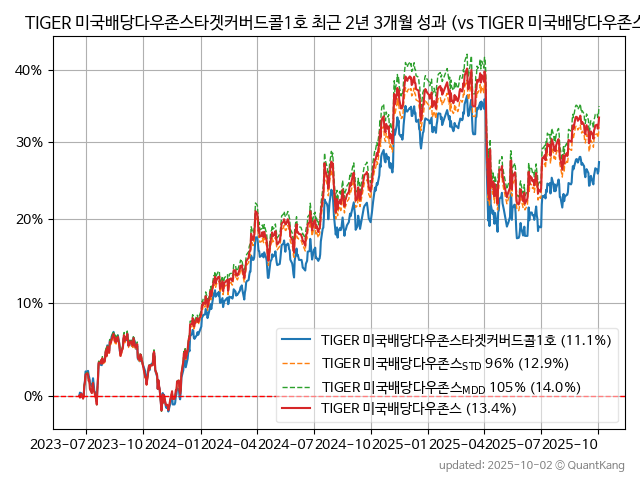 TIGER 미국배당다우존스타겟커버드콜1호 최근 2년 3개월 성과 (vs TIGER 미국배당다우존스
40%
30%
20%
10%
0%
TIGER 미국배당다우존스타겟커버드콜1호 (11.1%)
TIGER 미국배당다우존스STD 96% (12.9%)
TIGER 미국배당다우존스MDD 105% (14.0%)
TIGER 미국배당다우존스 (13.4%)
2023-07 2023-10 2024-01 2024-04 2024-07 2024-10 2025-01 2025-04 2025-07 2025-10
updated: 2025-10-02 © QuantKang